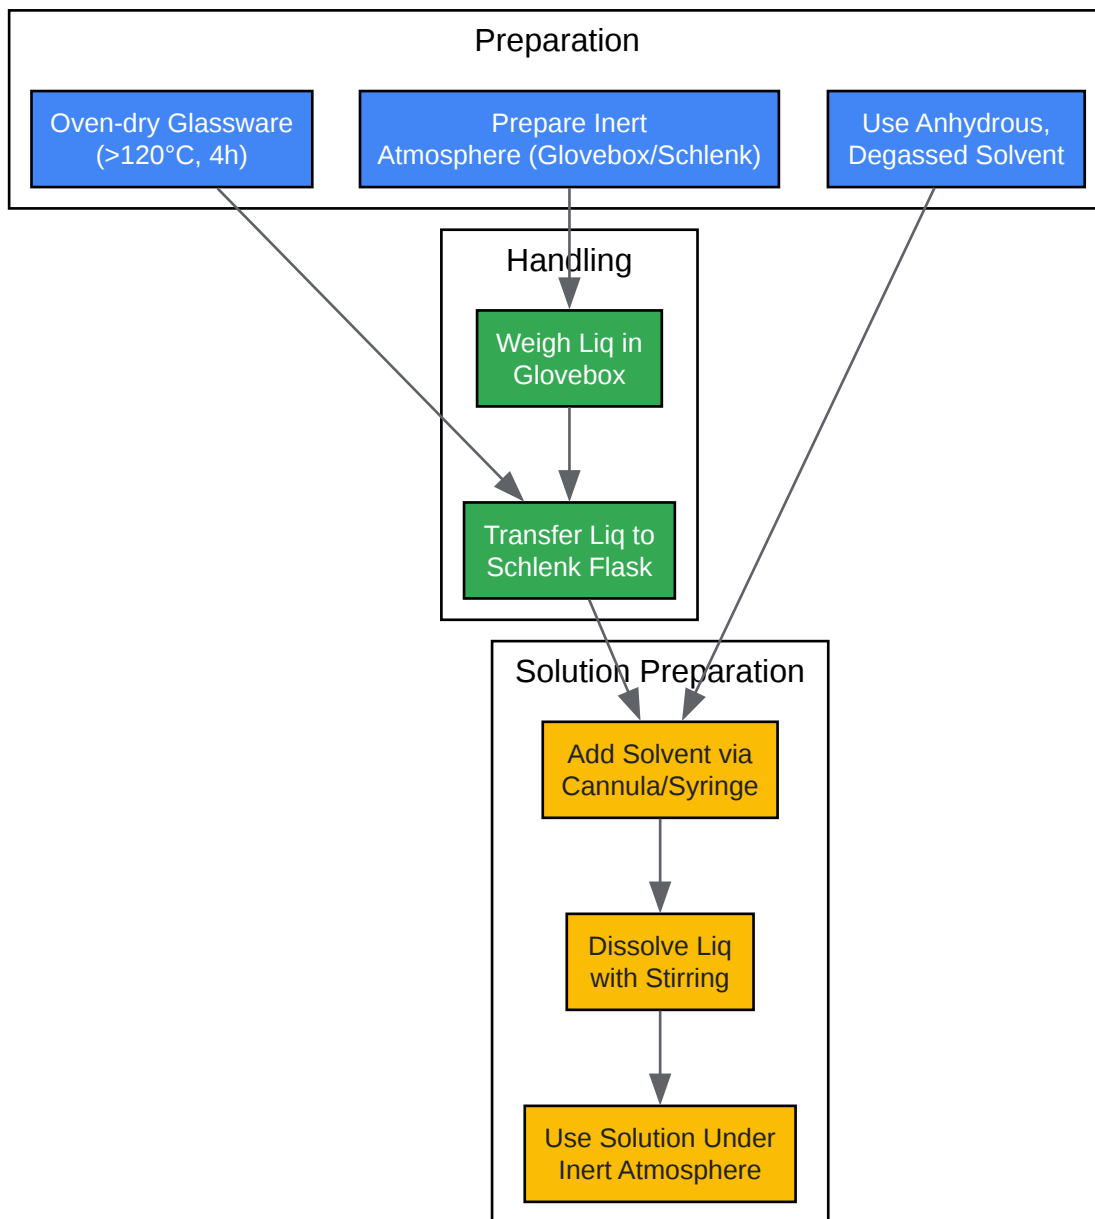 Preparation
Oven-dry Glassware
(>120°C, 4h)
Prepare Inert
Atmosphere (Glovebox/Schlenk)
Use Anhydrous,
Degassed Solvent
Handling
Weigh Liq in
Glovebox
Transfer Liq to
Schlenk Flask
Solution Preparation
Add Solvent via
Cannula/Syringe
Dissolve Liq
with Stirring
Use Solution Under
Inert Atmosphere